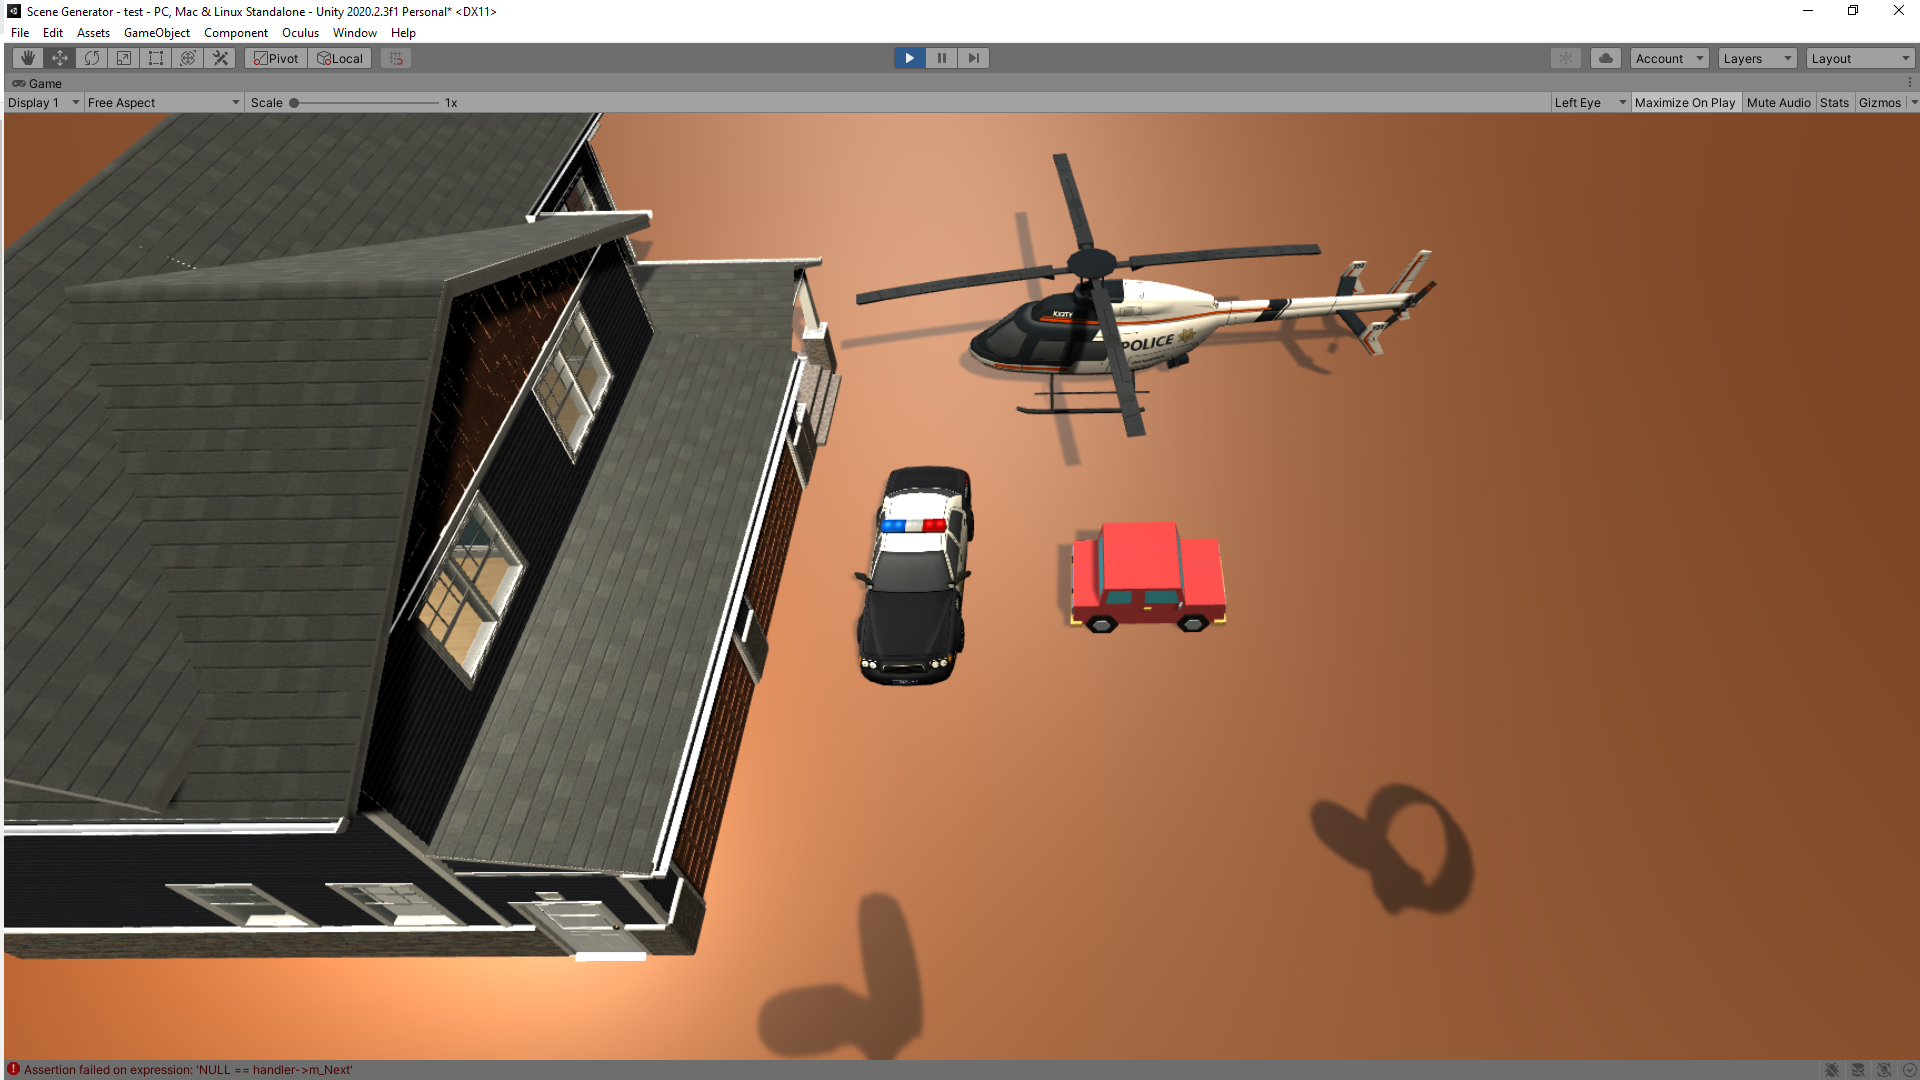 Scene Generator - test - PC, Mac & Linux Standalone - Unity 2020.2.3f1 Personal* <DX11>
File Edit Assets GameObject Component Oculus Window Help
Pivot Local Account Layers Layout
Game
Display 1 Free Aspect Scale 1x Left Eye Maximize On Play Mute Audio Stats Gizmos
POLICE
Assertion failed on expression: 'NULL == handler->m_Next'